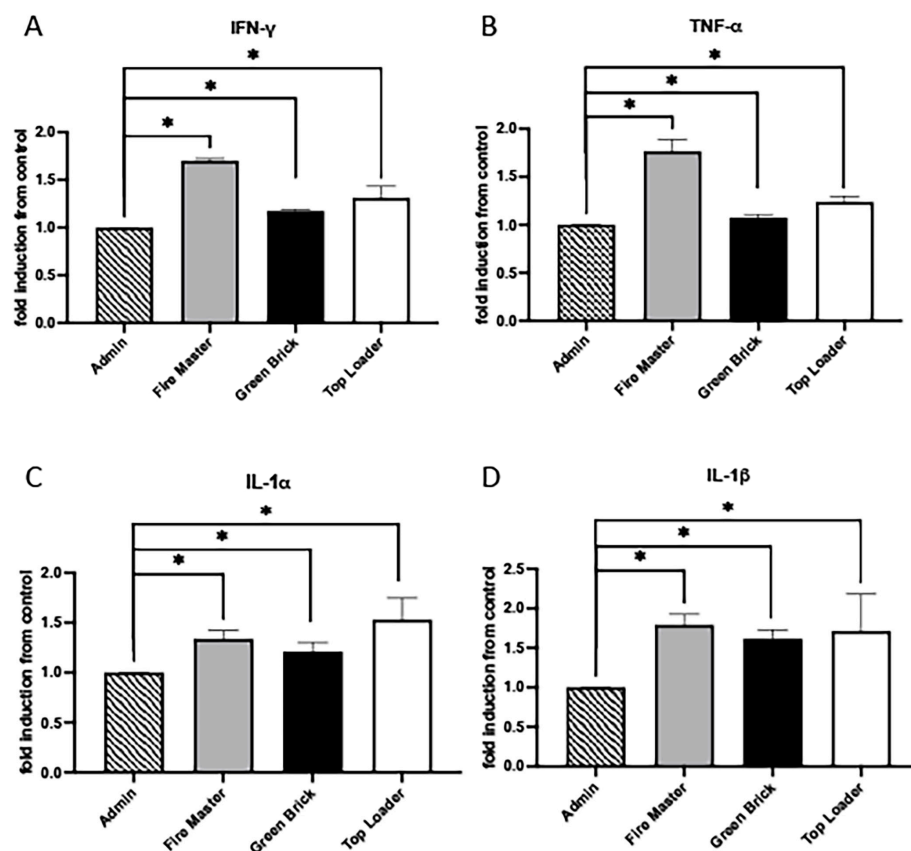 A
IFN-γ
*
*
*
fold induction from control
2.0
1.5
1.0
0.5
0.0
Admin
Fire Master
Green Brick
Top Loader
B
TNF-α
*
*
*
fold induction from control
2.0
1.5
1.0
0.5
0.0
Admin
Fire Master
Green Brick
Top Loader
C
IL-1α
*
*
*
fold induction from control
2.0
1.5
1.0
0.5
0.0
Admin
Fire Master
Green Brick
Top Loader
D
IL-1β
*
*
*
fold induction from control
2.5
2.0
1.5
1.0
0.5
0.0
Admin
Fire Master
Green Brick
Top Loader